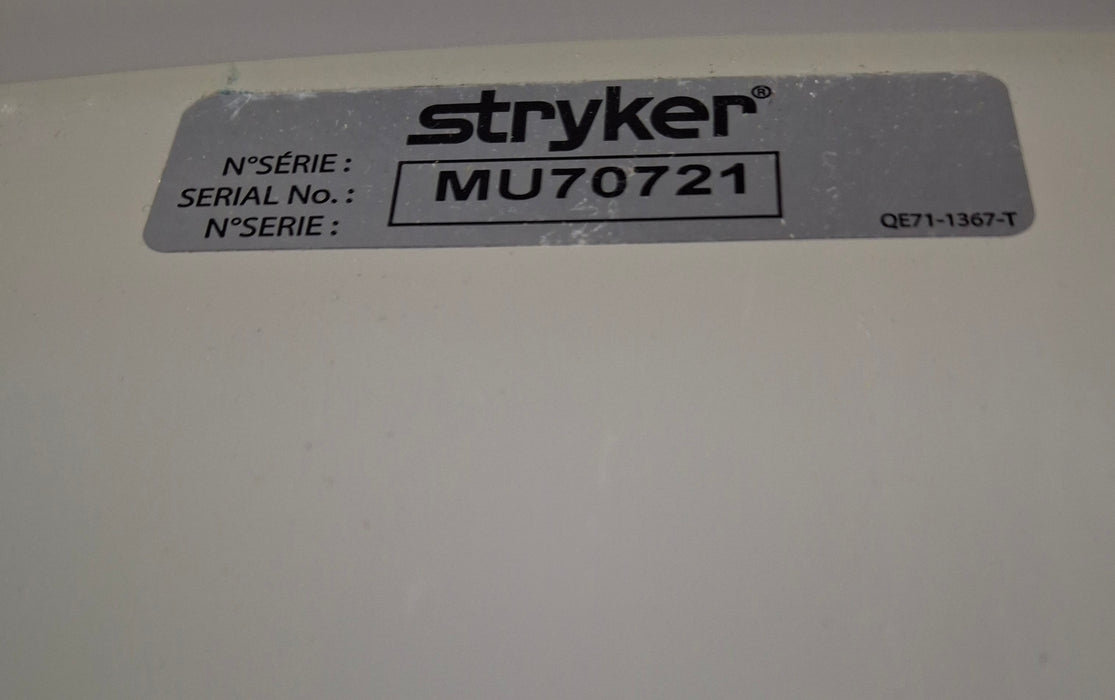 stryker®
N°SÉRIE :
SERIAL No. :
N°SERIE :
MU70721
QE71-1367-T